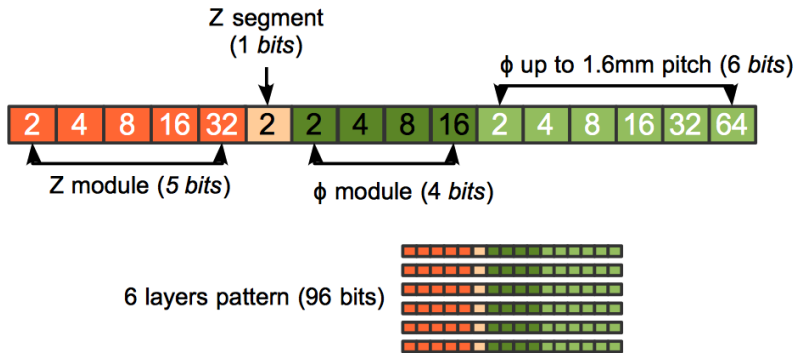 Z segment
(1 bits)
ϕ up to 1.6mm pitch (6 bits)
2 4 8 16 32 2 2 4 8 16 2 4 8 16 32 64
Z module (5 bits)
ϕ module (4 bits)
6 layers pattern (96 bits)